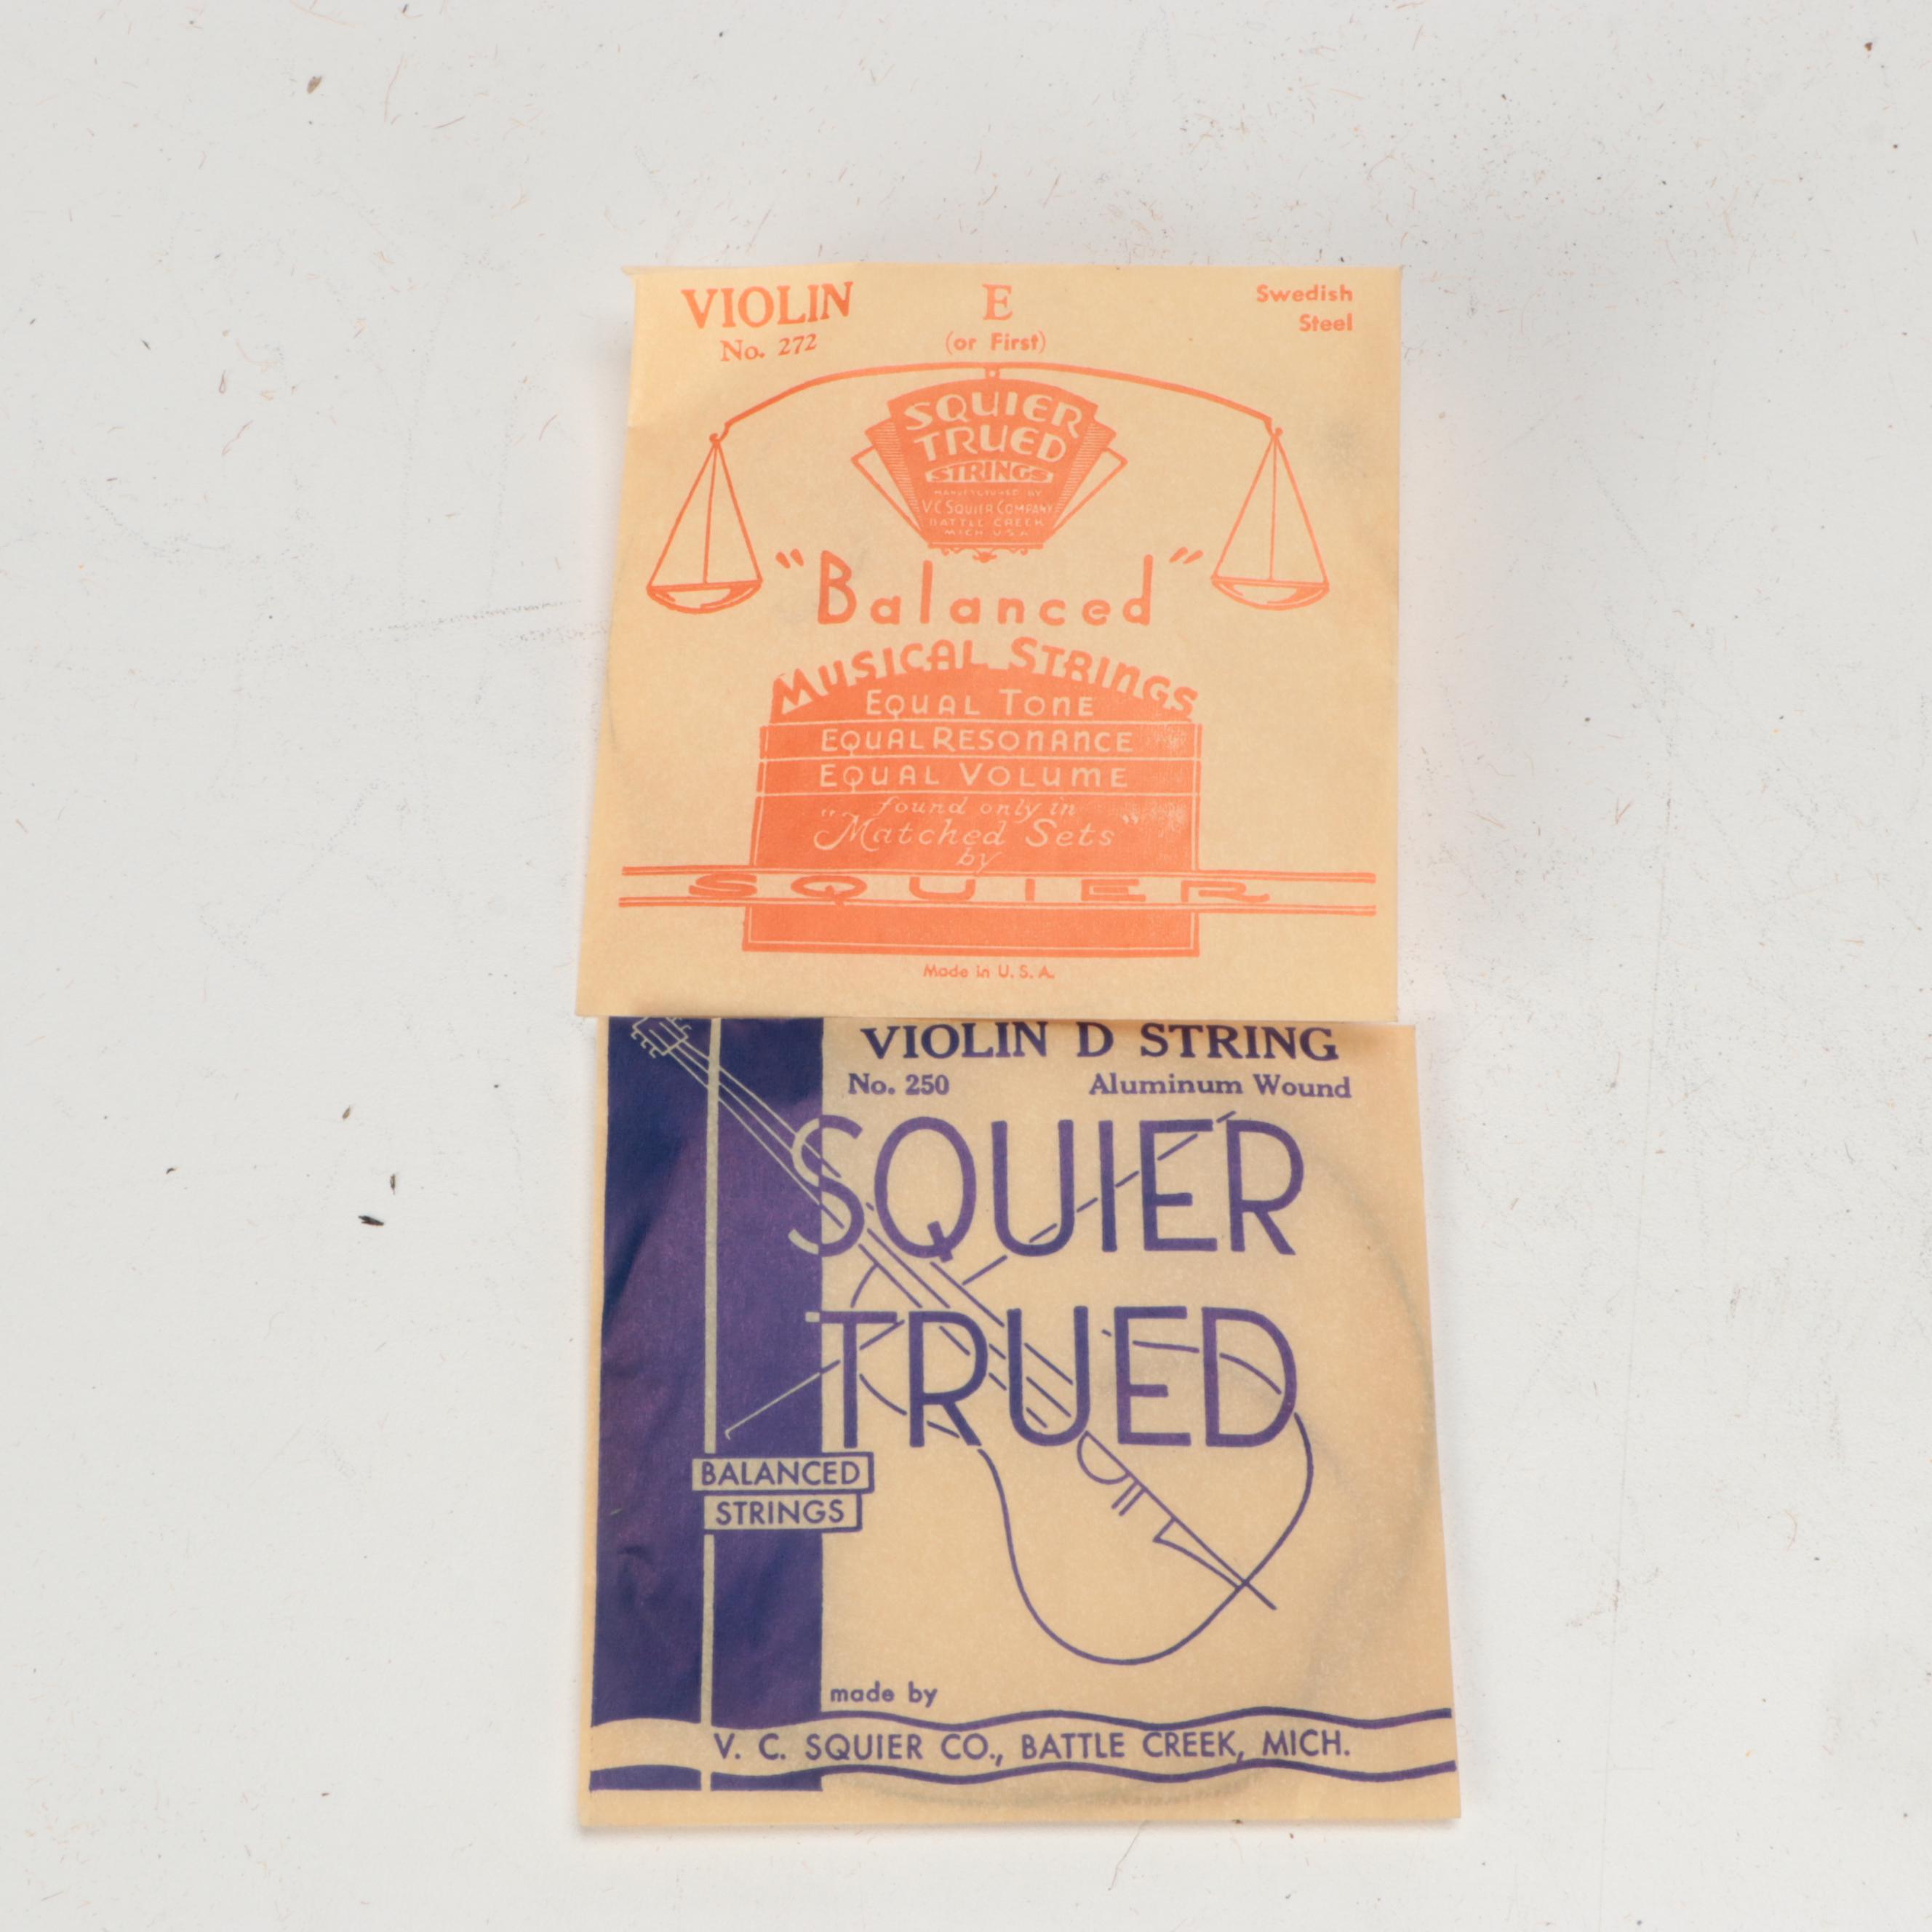 VIOLIN
No. 272
E
(or First)
Swedish
Steel
SQUIER
TRUED
STRINGS
MANUFACTURED BY
V.C. SQUIER COMPANY
BATTLE CREEK
MICH. U.S.A.
"Balanced"
MUSICAL STRINGS
EQUAL TONE
EQUAL RESONANCE
EQUAL VOLUME
found only in
"Matched Sets"
by
SQUIER
Made in U. S. A.
VIOLIN D STRING
No. 250
Aluminum Wound
SQUIER
TRUED
BALANCED
STRINGS
made by
V. C. SQUIER CO., BATTLE CREEK, MICH.